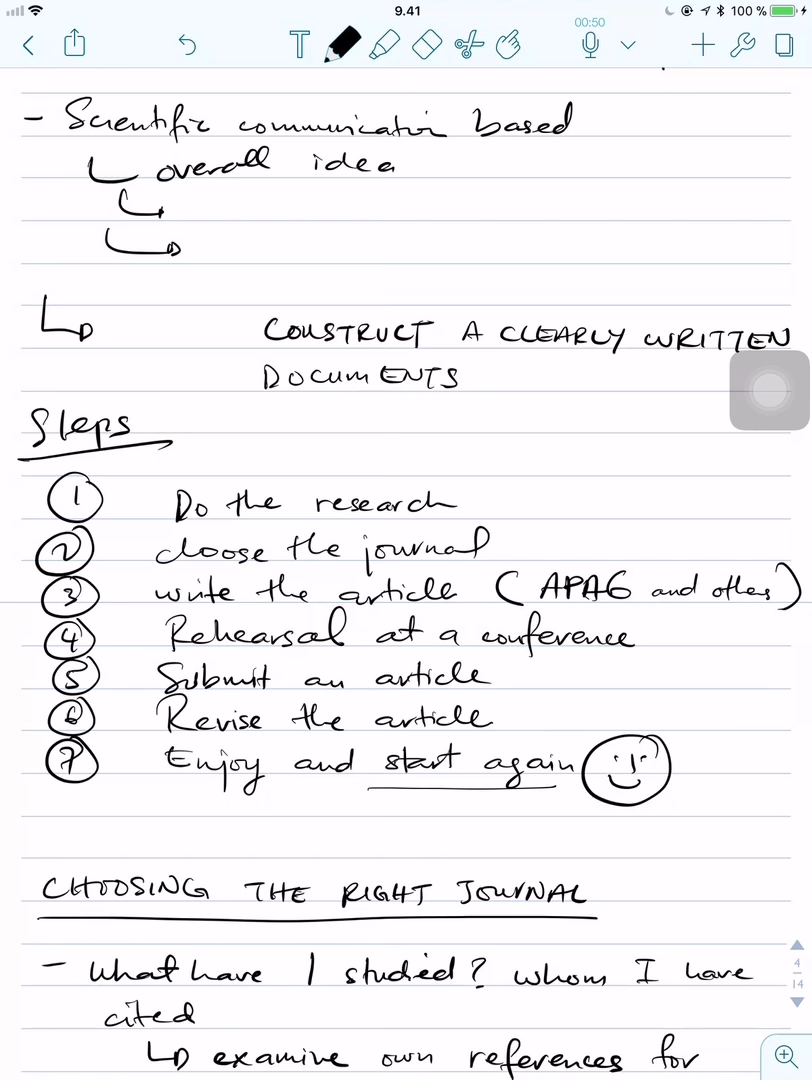 9.41
100 %
00:50
T
- Scientific communication based
overall idea
CONSTRUCT A CLEARLY WRITTEN
DOCUMENTS
Steps
1 Do the research
2 choose the journal
3 write the article (APA6 and others)
4 Rehearsal at a conference
5 Submit an article
6 Revise the article
7 Enjoy and start again
CHOOSING THE RIGHT JOURNAL
- What have I studied? whom I have
cited
examine own references for
4
14